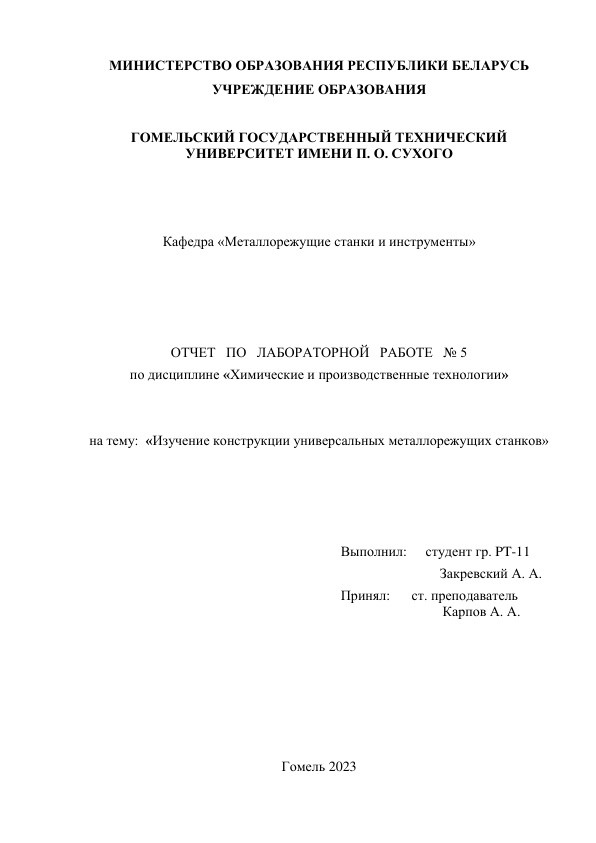 МИНИСТЕРСТВО ОБРАЗОВАНИЯ РЕСПУБЛИКИ БЕЛАРУСЬ
УЧРЕЖДЕНИЕ ОБРАЗОВАНИЯ
ГОМЕЛЬСКИЙ ГОСУДАРСТВЕННЫЙ ТЕХНИЧЕСКИЙ
УНИВЕРСИТЕТ ИМЕНИ П. О. СУХОГО
Кафедра «Металлорежущие станки и инструменты»
ОТЧЕТ ПО ЛАБОРАТОРНОЙ РАБОТЕ № 5
по дисциплине «Химические и производственные технологии»
на тему: «Изучение конструкции универсальных металлорежущих станков»
Выполнил: студент гр. РТ-11
Закревский А. А.
Принял: ст. преподаватель
Карпов А. А.
Гомель 2023